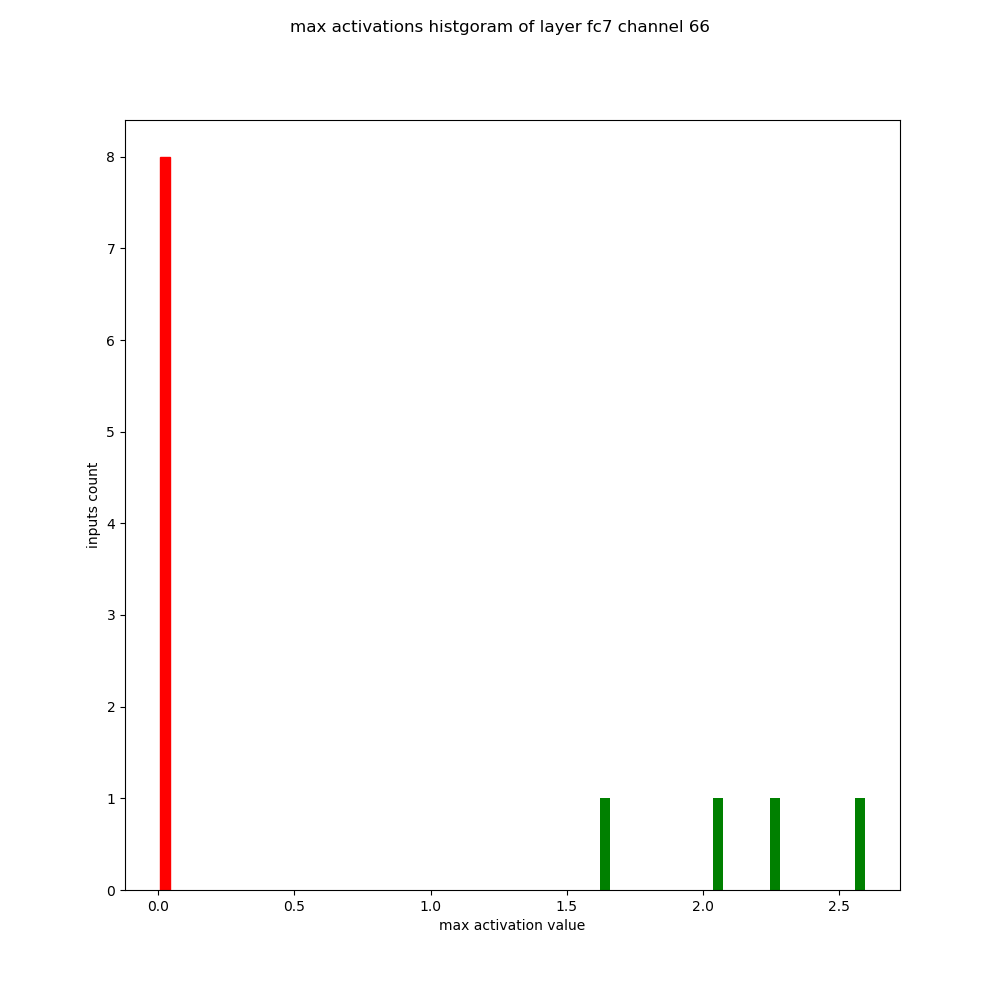 max activations histgoram of layer fc7 channel 66
8
7
6
5
4
3
2
1
0
inputs count
0.0 0.5 1.0 1.5 2.0 2.5
max activation value